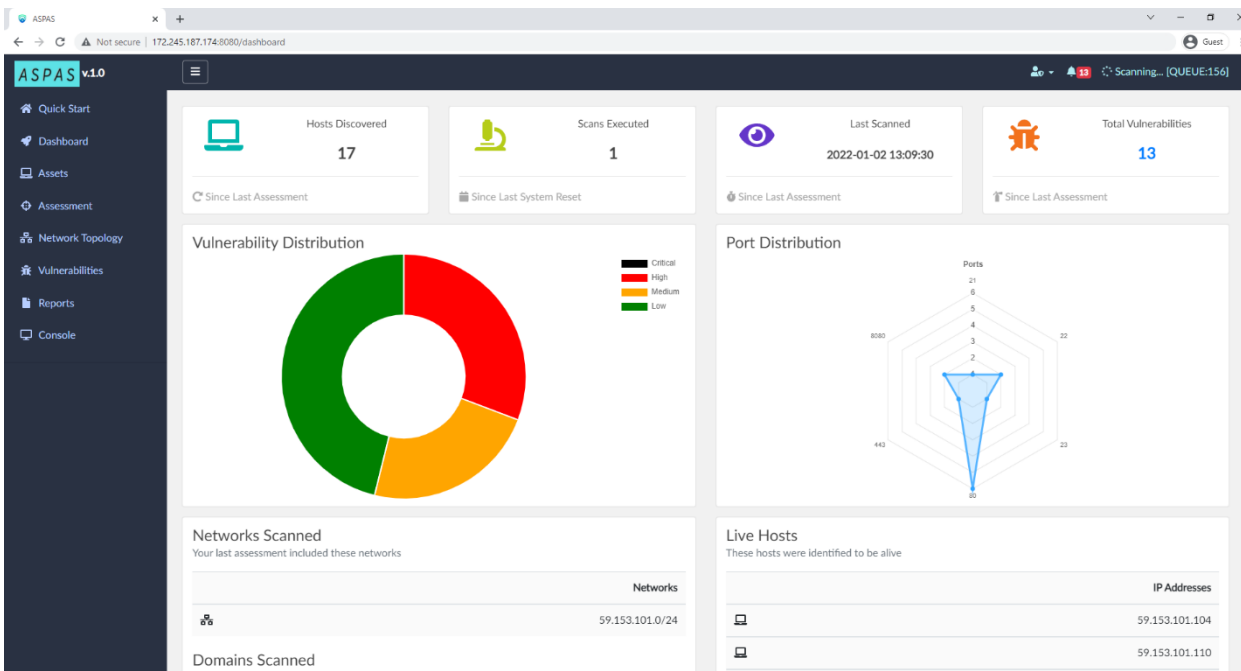 ASPAS
Not secure | 172.245.187.174:8080/dashboard
Guest
ASPAS v.1.0
13 Scanning... [QUEUE:156]
Quick Start
Dashboard
Assets
Assessment
Network Topology
Vulnerabilities
Reports
Console
Hosts Discovered
17
Since Last Assessment
Scans Executed
1
Since Last System Reset
Last Scanned
2022-01-02 13:09:30
Since Last Assessment
Total Vulnerabilities
13
Since Last Assessment
Vulnerability Distribution
Critical
High
Medium
Low
Port Distribution
Ports
21
6
5
4
3
2
8080
22
443
23
80
Networks Scanned
Your last assessment included these networks
Networks
59.153.101.0/24
Domains Scanned
Live Hosts
These hosts were identified to be alive
IP Addresses
59.153.101.104
59.153.101.110